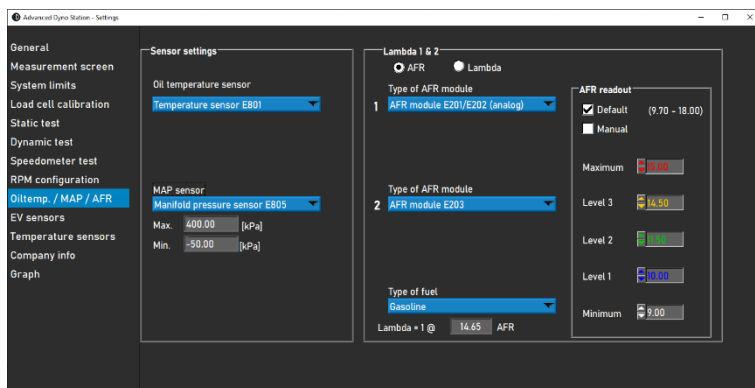 Advanced Dyno Station - Settings
General
Measurement screen
System limits
Load cell calibration
Static test
Dynamic test
Speedometer test
RPM configuration
Oiltemp. / MAP / AFR
EV sensors
Temperature sensors
Company info
Graph
Sensor settings
Oil temperature sensor
Temperature sensor E801
MAP sensor
Manifold pressure sensor E805
Max. 400.00 [kPa]
Min. -50.00 [kPa]
Lambda 1 & 2
AFR Lambda
Type of AFR module
1 AFR module E201/E202 (analog)
Type of AFR module
2 AFR module E203
Type of fuel
Gasoline
Lambda = 1 @ 14.65 AFR
AFR readout
Default (9.70 - 18.00)
Manual
Maximum
Level 3 14.50
Level 2
Level 1 10.00
Minimum 9.00